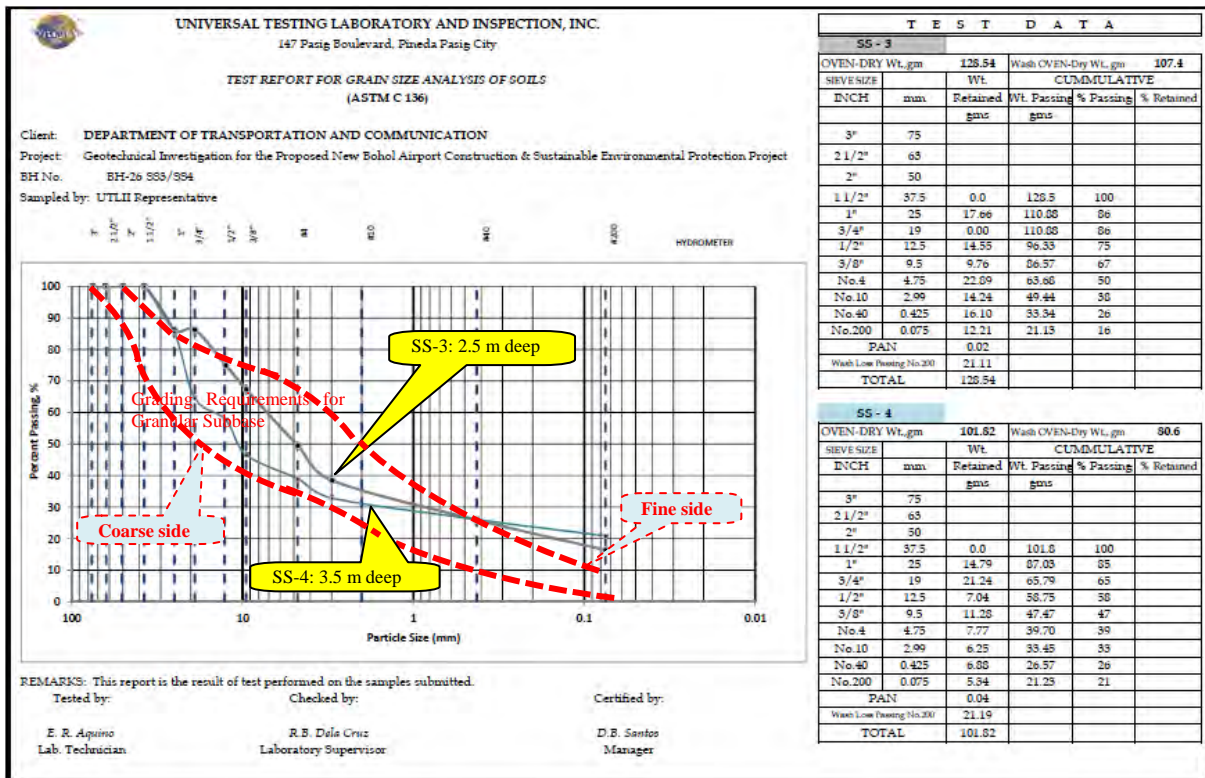 UNIVERSAL TESTING LABORATORY AND INSPECTION, INC.
147 Pasig Boulevard, Pineda Pasig City
TEST REPORT FOR GRAIN SIZE ANALYSIS OF SOILS
(ASTM C 136)
Client: DEPARTMENT OF TRANSPORTATION AND COMMUNICATION
Project: Geotechnical Investigation for the Proposed New Bohol Airport Construction & Sustainable Environmental Protection Project
BH No. BH-26 SS3/SS4
Sampled by: UTLII Representative
3" 2 1/2" 2" 1 1/2" 1" 3/4" 1/2" 3/8" #4 #10 #40 #200 HYDROMETER
Percent Passing, %
100
90
80
70
60
50
40
30
20
10
0
SS-3: 2.5 m deep
Grading Requirements for
Granular Subbase
Coarse side
Fine side
SS-4: 3.5 m deep
100 10 1 0.1 0.01
Particle Size (mm)
REMARKS: This report is the result of test performed on the samples submitted.
Tested by: Checked by: Certified by:
E. R. Aquino R.B. Dela Cruz D.B. Santos
Lab. Technician Laboratory Supervisor Manager
T E S T D A T A
SS - 3
OVEN-DRY Wt.,gm 128.54 Wash OVEN-Dry Wt., gm 107.4
SIEVE SIZE Wt. CUMMULATIVE
INCH mm Retained Wt. Passing % Passing % Retained
gms gms
3" 75
2 1/2" 63
2" 50
1 1/2" 37.5 0.0 128.5 100
1" 25 17.66 110.88 86
3/4" 19 0.00 110.88 86
1/2" 12.5 14.55 96.33 75
3/8" 9.5 9.76 86.57 67
No.4 4.75 22.89 63.68 50
No.10 2.99 14.24 49.44 38
No.40 0.425 16.10 33.34 26
No.200 0.075 12.21 21.13 16
PAN 0.02
Wash Loss Passing No.200 21.11
TOTAL 128.54
SS - 4
OVEN-DRY Wt.,gm 101.82 Wash OVEN-Dry Wt., gm 80.6
SIEVE SIZE Wt. CUMMULATIVE
INCH mm Retained Wt. Passing % Passing % Retained
gms gms
3" 75
2 1/2" 63
2" 50
1 1/2" 37.5 0.0 101.8 100
1" 25 14.79 87.03 85
3/4" 19 21.24 65.79 65
1/2" 12.5 7.04 58.75 58
3/8" 9.5 11.28 47.47 47
No.4 4.75 7.77 39.70 39
No.10 2.99 6.25 33.45 33
No.40 0.425 6.88 26.57 26
No.200 0.075 5.34 21.23 21
PAN 0.04
Wash Loss Passing No.200 21.19
TOTAL 101.82